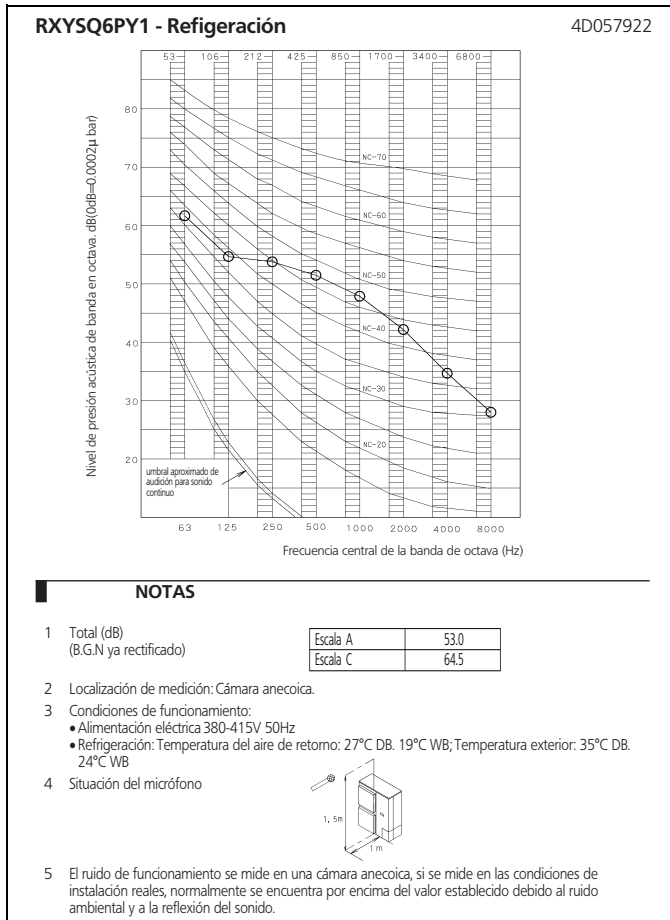 RXYSQ6PY1 - Refigeración
4D057922
Nivel de presión acústica de banda en octava. dB(0dB=0.0002µ bar)
53 106 212 425 850 1700 3400 6800
80
70
60
50
40
30
20
NC-70
NC-60
NC-50
NC-40
NC-30
NC-20
umbral aproximado de
audición para sonido
continuo
63 125 250 500 1000 2000 4000 8000
Frecuencia central de la banda de octava (Hz)
NOTAS
1 Total (dB)
(B.G.N ya rectificado)
Escala A 53.0
Escala C 64.5
2 Localización de medición: Cámara anecoica.
3 Condiciones de funcionamiento:
• Alimentación eléctrica 380-415V 50Hz
• Refrigeración: Temperatura del aire de retorno: 27°C DB. 19°C WB; Temperatura exterior: 35°C DB.
24°C WB
4 Situación del micrófono
1, 5m
1 m
5 El ruido de funcionamiento se mide en una cámara anecoica, si se mide en las condiciones de
instalación reales, normalmente se encuentra por encima del valor establecido debido al ruido
ambiental y a la reflexión del sonido.